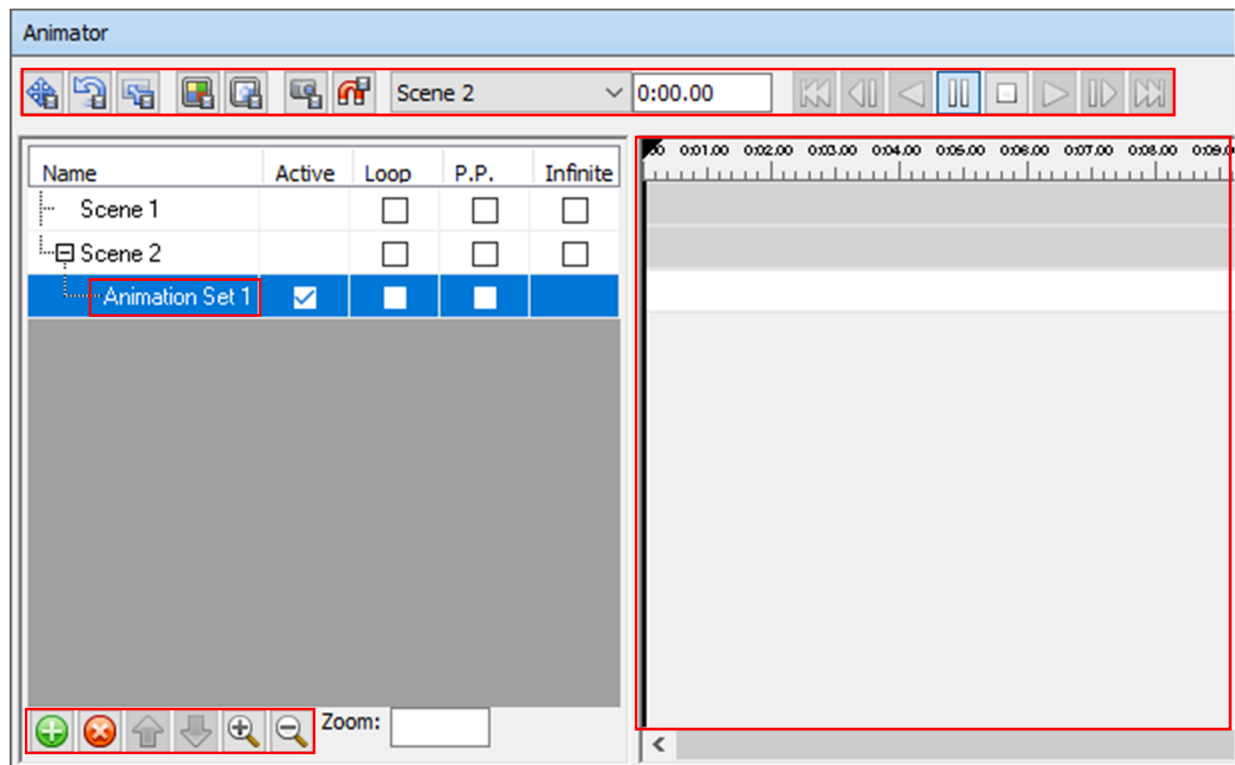 Animator
Scene 2 0:00.00
Name Active Loop P.P. Infinite
Scene 1
Scene 2
Animation Set 1
Zoom:
0:01.00 0:02.00 0:03.00 0:04.00 0:05.00 0:06.00 0:07.00 0:08.00